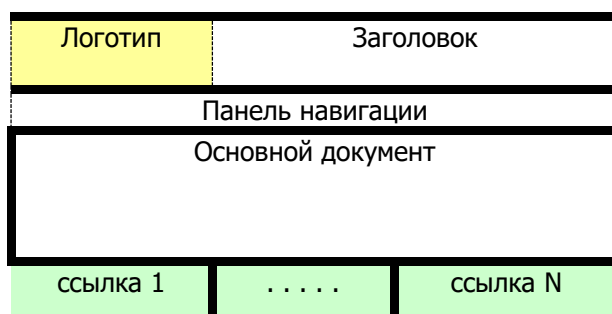 Логотип Заголовок
Панель навигации
Основной документ
ссылка 1 . . . . . ссылка N